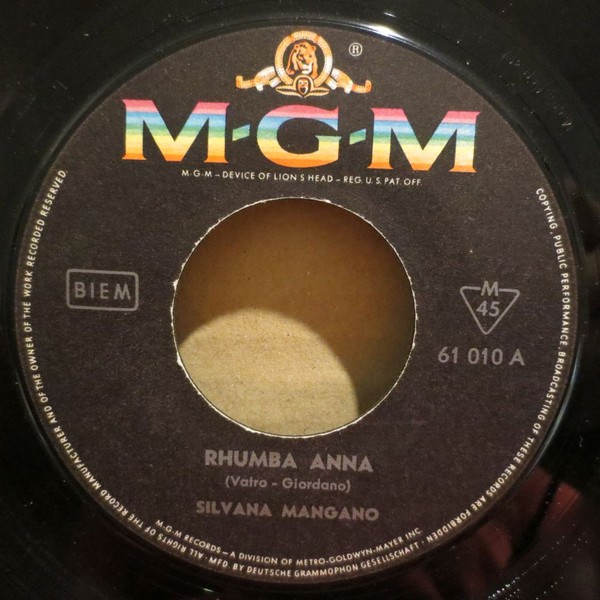 ®
M-G-M
M-G-M – DEVICE OF LION S HEAD – REG. U.S. PAT. OFF.
BIEM
M
45
61 010 A
RHUMBA ANNA
(Vatro - Giordano)
SILVANA MANGANO
M-G-M RECORDS – A DIVISION OF METRO-GOLDWYN-MAYER INC.
ALL RIGHTS OF THE RECORD MANUFACTURER AND OF THE OWNER OF THE WORK RECORDED RESERVED.
COPYING, PUBLIC PERFORMANCE, BROADCASTING OF THESE RECORDS ARE FORBIDDEN
· MFD BY DEUTSCHE GRAMMOPHON GESELLSCHAFT ·